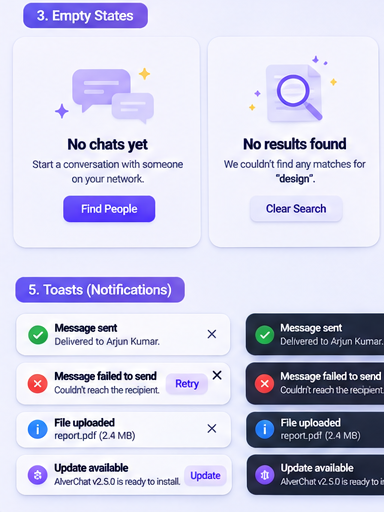 3. Empty States
No chats yet
Start a conversation with someone
on your network.
Find People
No results found
We couldn't find any matches for
"design".
Clear Search
5. Toasts (Notifications)
Message sent
Delivered to Arjun Kumar.
Message failed to send
Couldn't reach the recipient.
Retry
File uploaded
report.pdf (2.4 MB)
Update available
AlverChat v2.5.0 is ready to install.
Update
Message sent
Delivered to Arjun Kumar.
Message failed to send
Couldn't reach the recipient.
File uploaded
report.pdf (2.4 MB)
Update available
AlverChat v2.5.0 is ready to